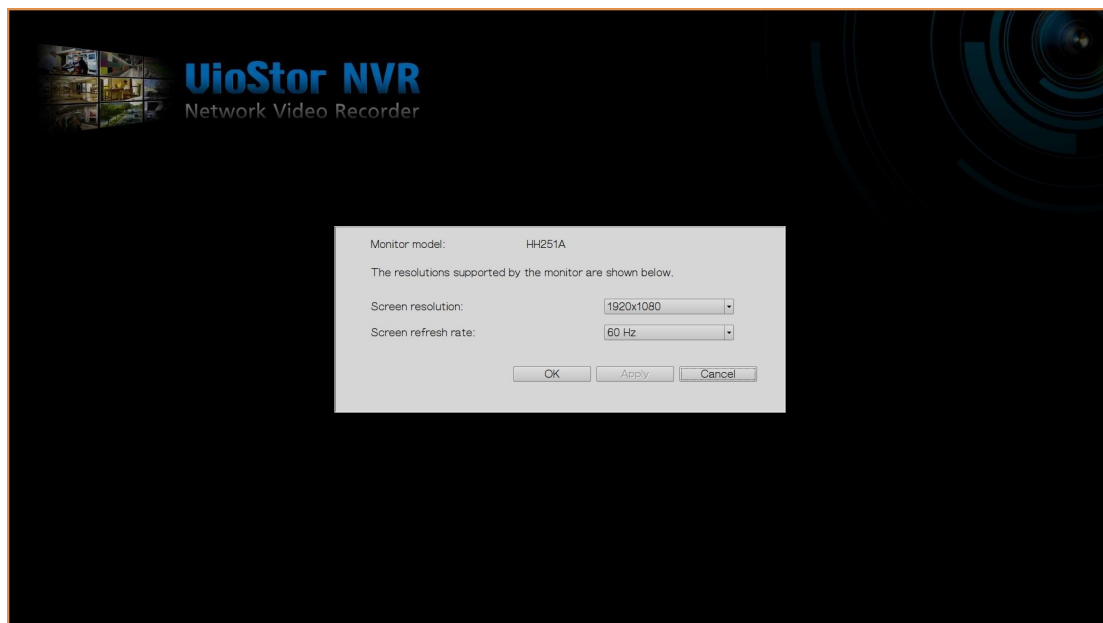 VioStor NVR
Network Video Recorder
Monitor model: HH251A
The resolutions supported by the monitor are shown below.
Screen resolution: 1920x1080
Screen refresh rate: 60 Hz
OK Apply Cancel